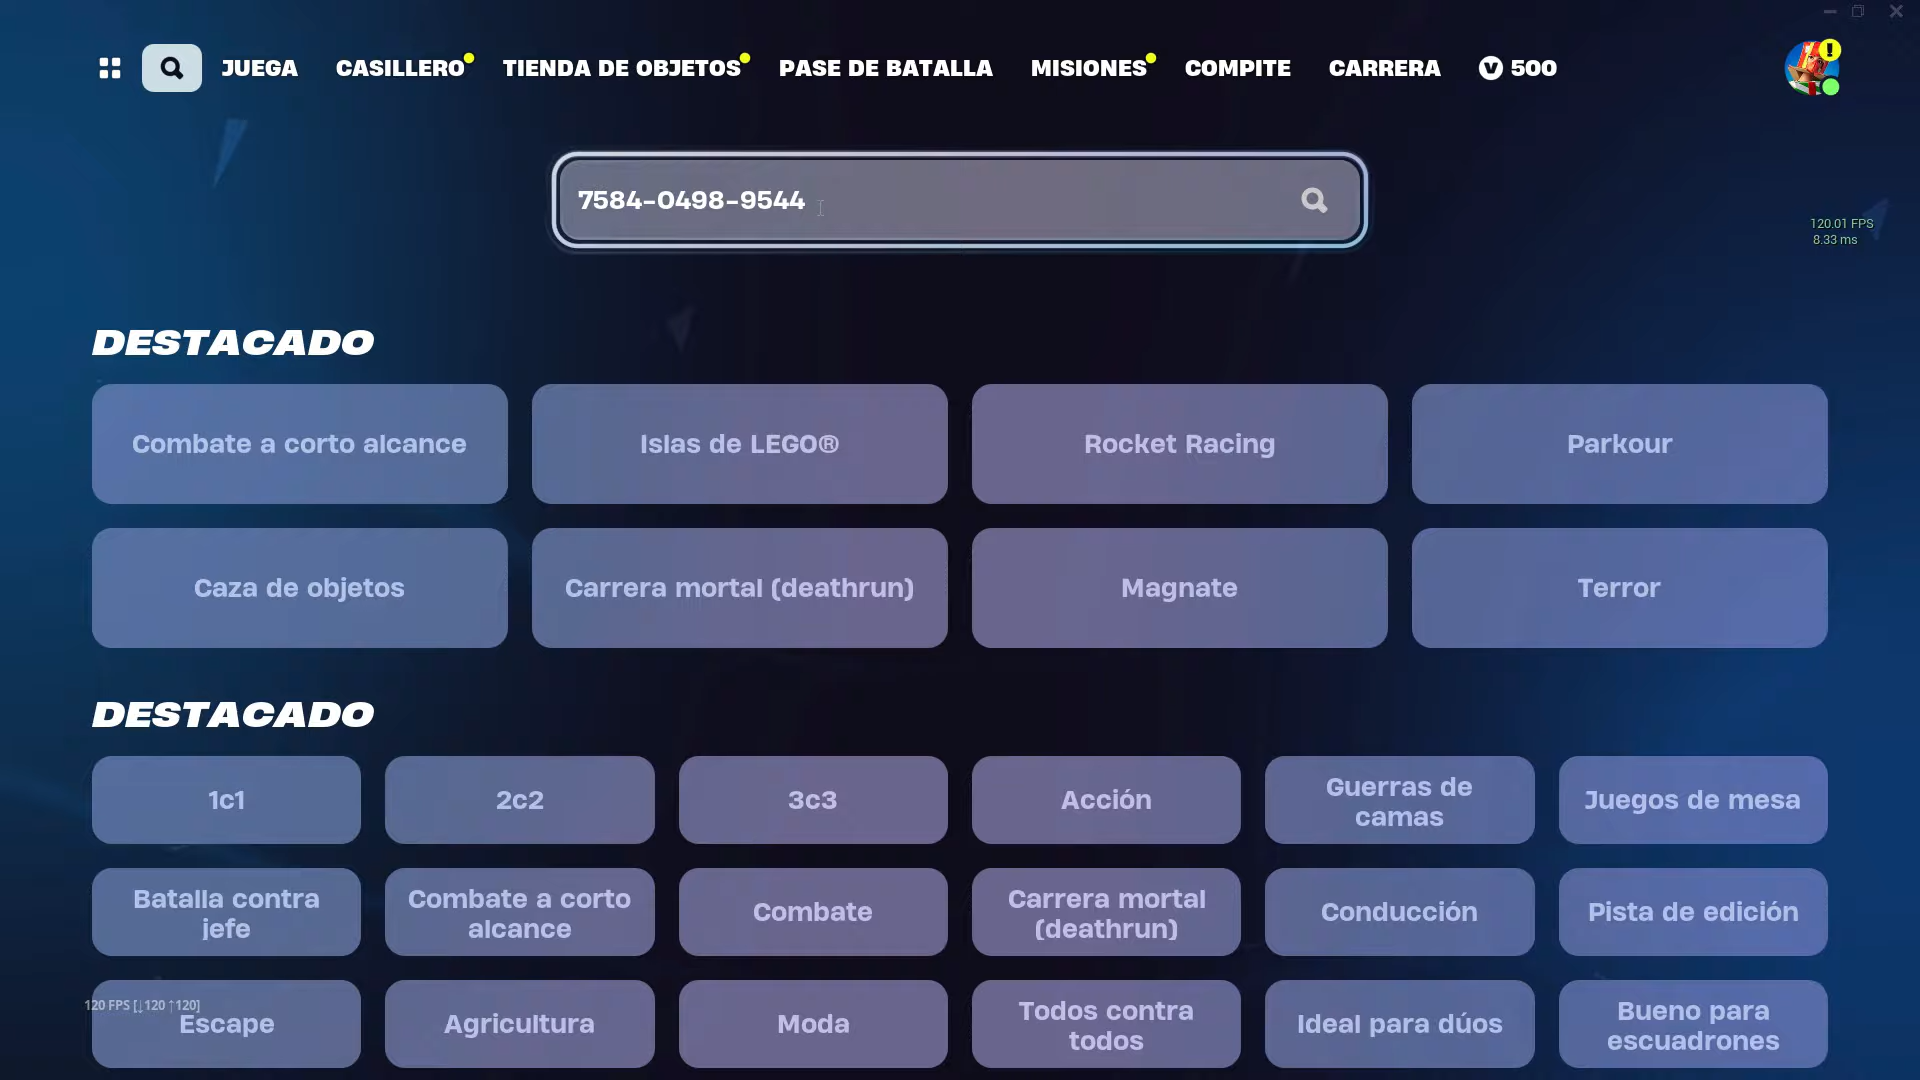 JUEGA CASILLERO TIENDA DE OBJETOS PASE DE BATALLA MISIONES COMPITE CARRERA V 500
7584-0498-9544
120.01 FPS
8.33 ms
DESTACADO
Combate a corto alcance
Islas de LEGO®
Rocket Racing
Parkour
Caza de objetos
Carrera mortal (deathrun)
Magnate
Terror
DESTACADO
1c1
2c2
3c3
Acción
Guerras de
camas
Juegos de mesa
Batalla contra
jefe
Combate a corto
alcance
Combate
Carrera mortal
(deathrun)
Conducción
Pista de edición
120 FPS [↓120 ↑120]
Escape
Agricultura
Moda
Todos contra
todos
Ideal para dúos
Bueno para
escuadrones